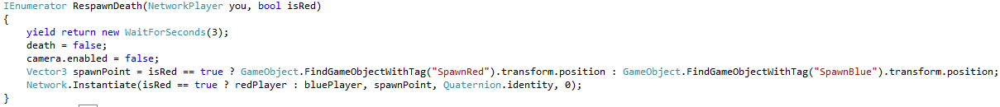 IEnumerator RespawnDeath(NetworkPlayer you, bool isRed)
{
yield return new WaitForSeconds(3);
death = false;
camera.enabled = false;
Vector3 spawnPoint = isRed == true ? GameObject.FindGameObjectWithTag("SpawnRed").transform.position : GameObject.FindGameObjectWithTag("SpawnBlue").transform.position;
Network.Instantiate(isRed == true ? redPlayer : bluePlayer, spawnPoint, Quaternion.identity, 0);
}